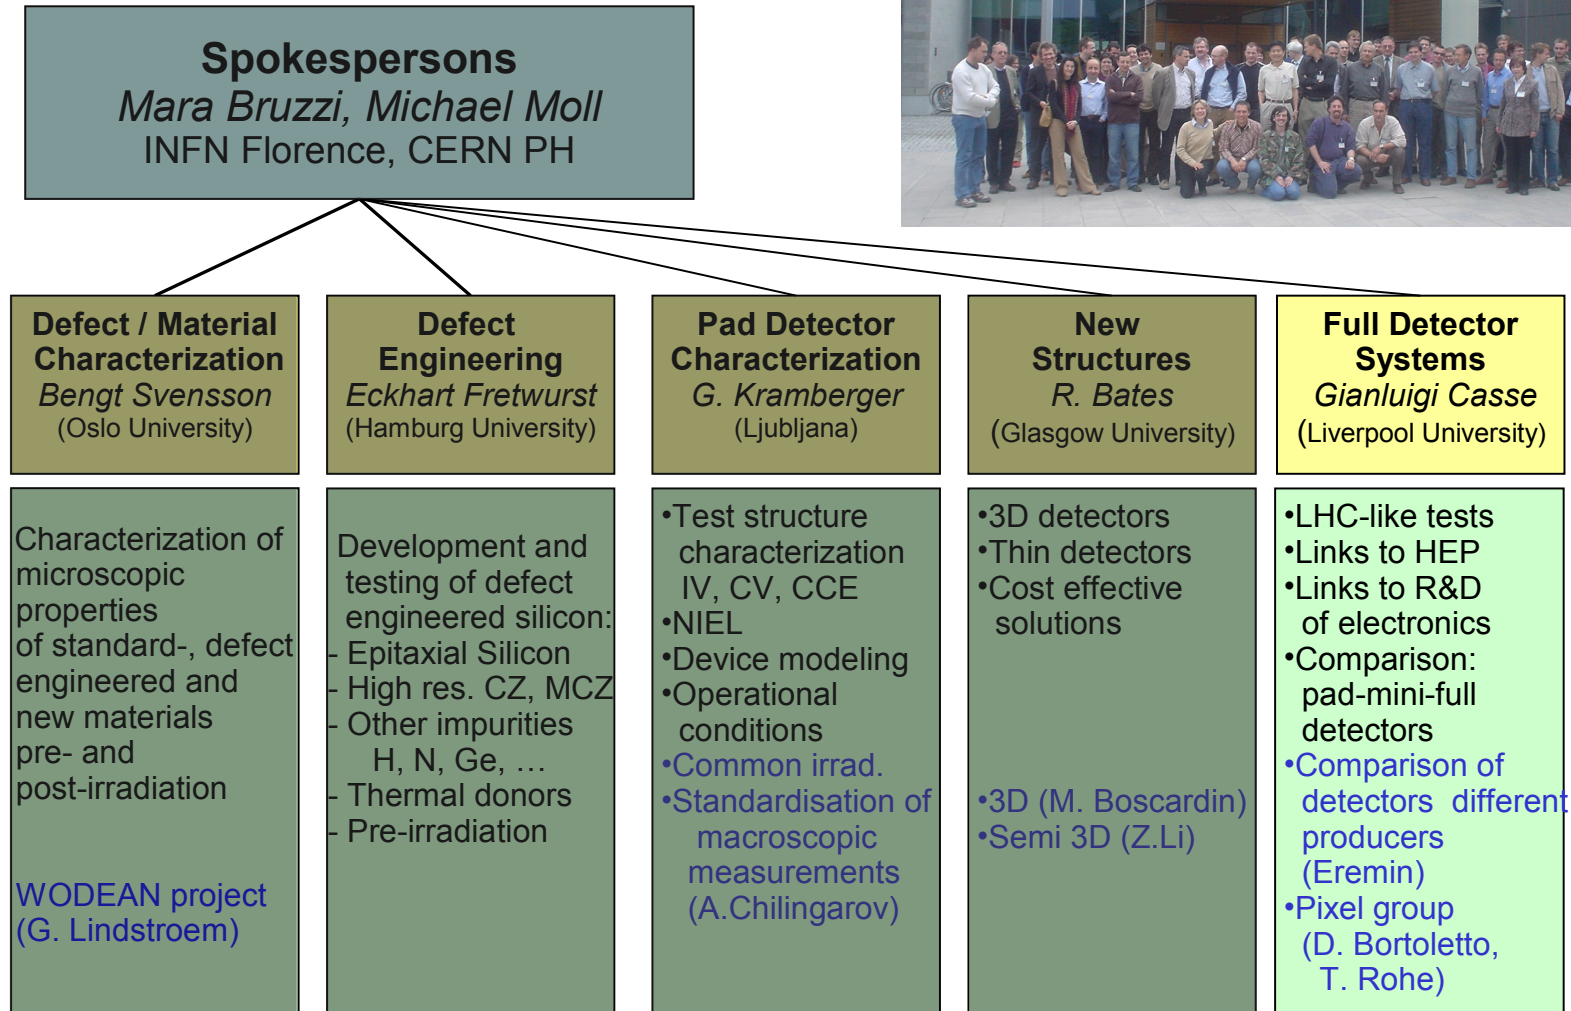 Spokespersons
Mara Bruzzi, Michael Moll
INFN Florence, CERN PH
Defect / Material
Characterization
Bengt Svensson
(Oslo University)
Defect
Engineering
Eckhart Fretwurst
(Hamburg University)
Pad Detector
Characterization
G. Kramberger
(Ljubljana)
New
Structures
R. Bates
(Glasgow University)
Full Detector
Systems
Gianluigi Casse
(Liverpool University)
Characterization of
microscopic
properties
of standard-, defect
engineered and
new materials
pre- and
post-irradiation
WODEAN project
(G. Lindstroem)
Development and
testing of defect
engineered silicon:
- Epitaxial Silicon
- High res. CZ, MCZ
- Other impurities
H, N, Ge, …
- Thermal donors
- Pre-irradiation
•Test structure
characterization
IV, CV, CCE
•NIEL
•Device modeling
•Operational
conditions
•Common irrad.
•Standardisation of
macroscopic
measurements
(A.Chilingarov)
•3D detectors
•Thin detectors
•Cost effective
solutions
•3D (M. Boscardin)
•Semi 3D (Z.Li)
•LHC-like tests
•Links to HEP
•Links to R&D
of electronics
•Comparison:
pad-mini-full
detectors
•Comparison of
detectors different
producers
(Eremin)
•Pixel group
(D. Bortoletto,
T. Rohe)